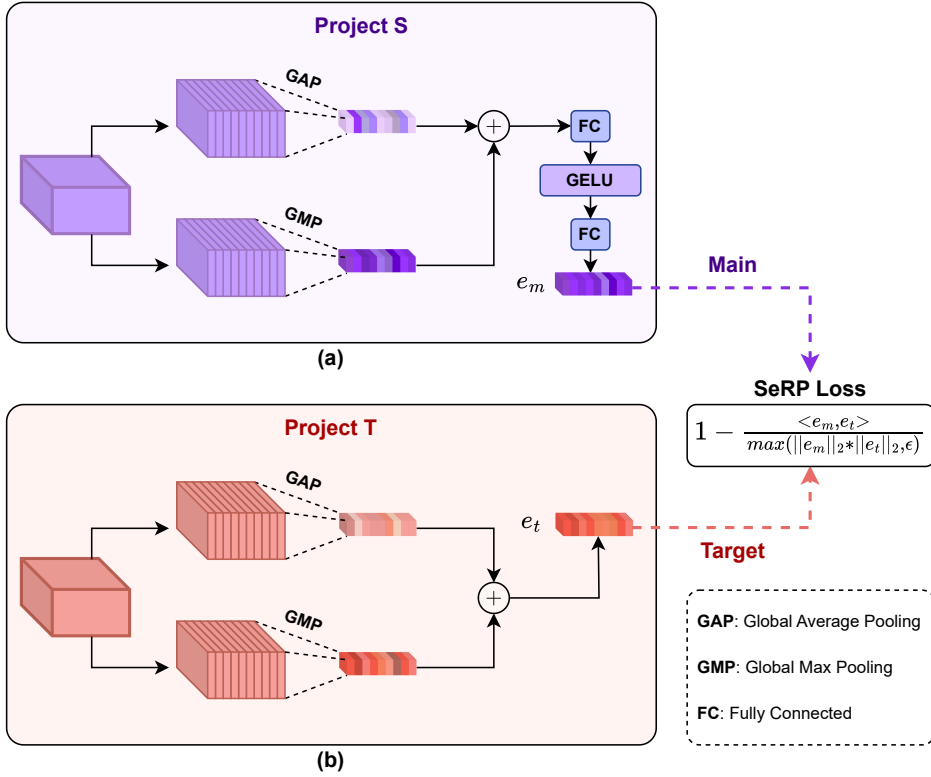 Project S
GAP
+
FC
GELU
GMP
FC
e_m
Main
(a)
SeRP Loss
1 − <e_m,e_t> / max(||e_m||_2*||e_t||_2,ϵ)
Project T
GAP
e_t
Target
+
GMP
GAP: Global Average Pooling
GMP: Global Max Pooling
FC: Fully Connected
(b)